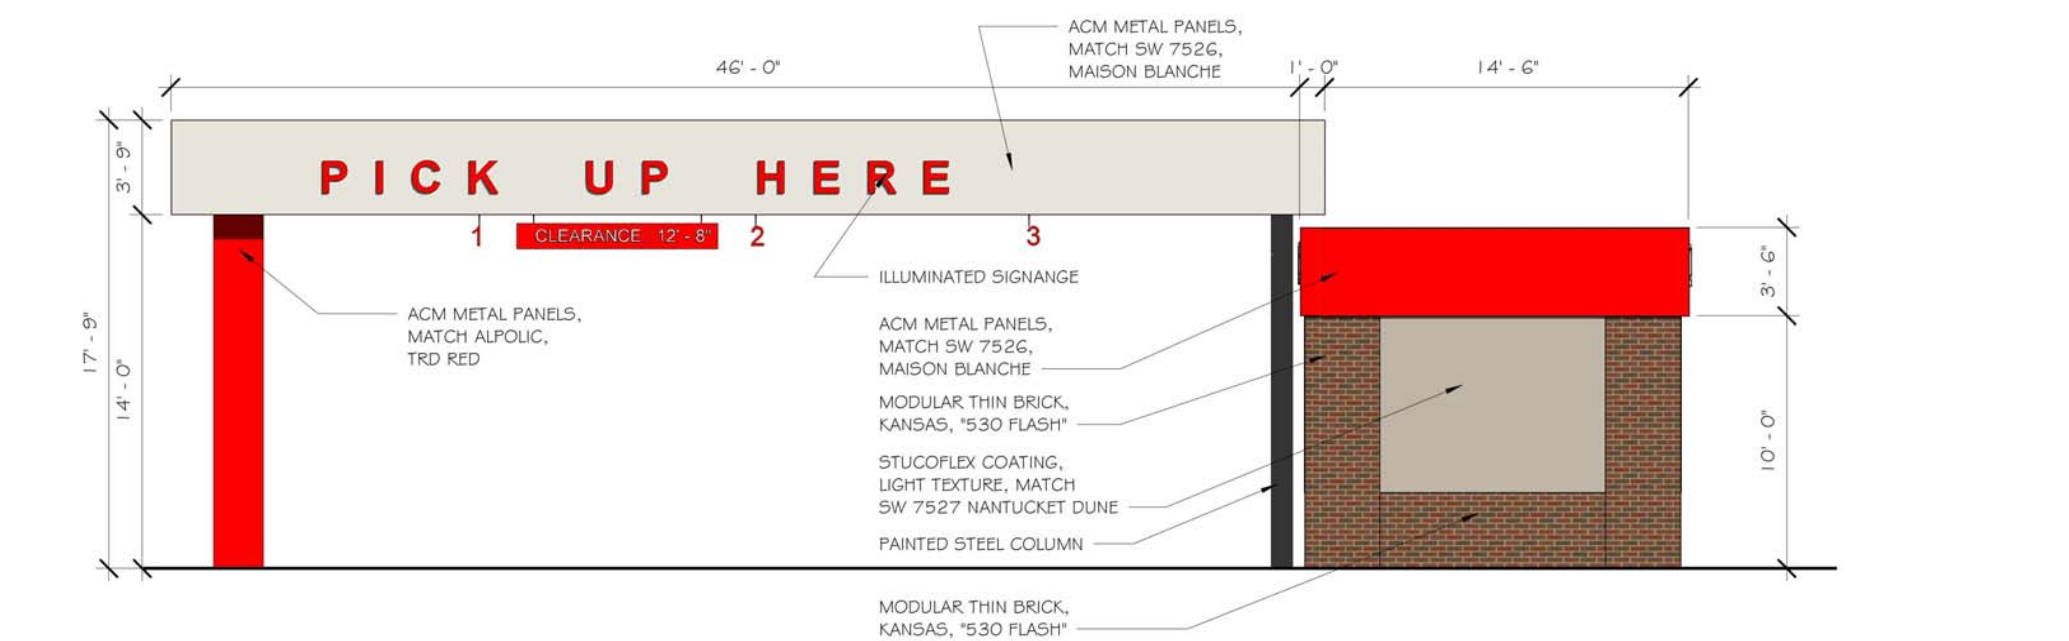 ACM METAL PANELS,
MATCH SW 7526,
MAISON BLANCHE
46' - 0"
1' - 0"
14' - 6"
3' - 9"
17' - 9"
14' - 0"
PICK UP HERE
1
CLEARANCE 12' - 8"
2
3
ILLUMINATED SIGNANGE
ACM METAL PANELS,
MATCH ALPOLIC,
TRD RED
ACM METAL PANELS,
MATCH SW 7526,
MAISON BLANCHE
MODULAR THIN BRICK,
KANSAS, "530 FLASH"
STUCOFLEX COATING,
LIGHT TEXTURE, MATCH
SW 7527 NANTUCKET DUNE
PAINTED STEEL COLUMN
MODULAR THIN BRICK,
KANSAS, "530 FLASH"
3' - 6"
10' - 0"